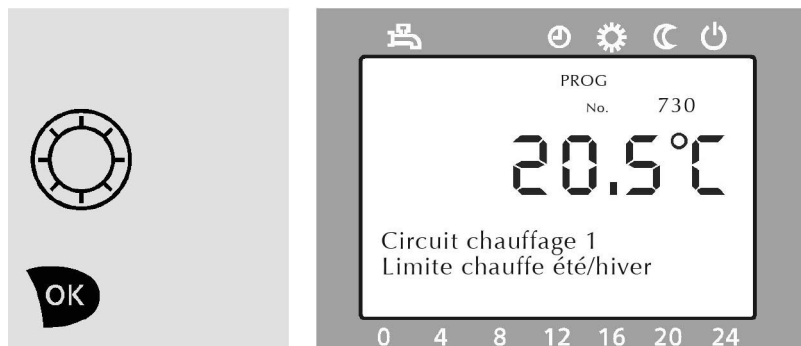 PROG
No. 730
20.5°C
Circuit chauffage 1
Limite chauffe été/hiver
OK
0 4 8 12 16 20 24